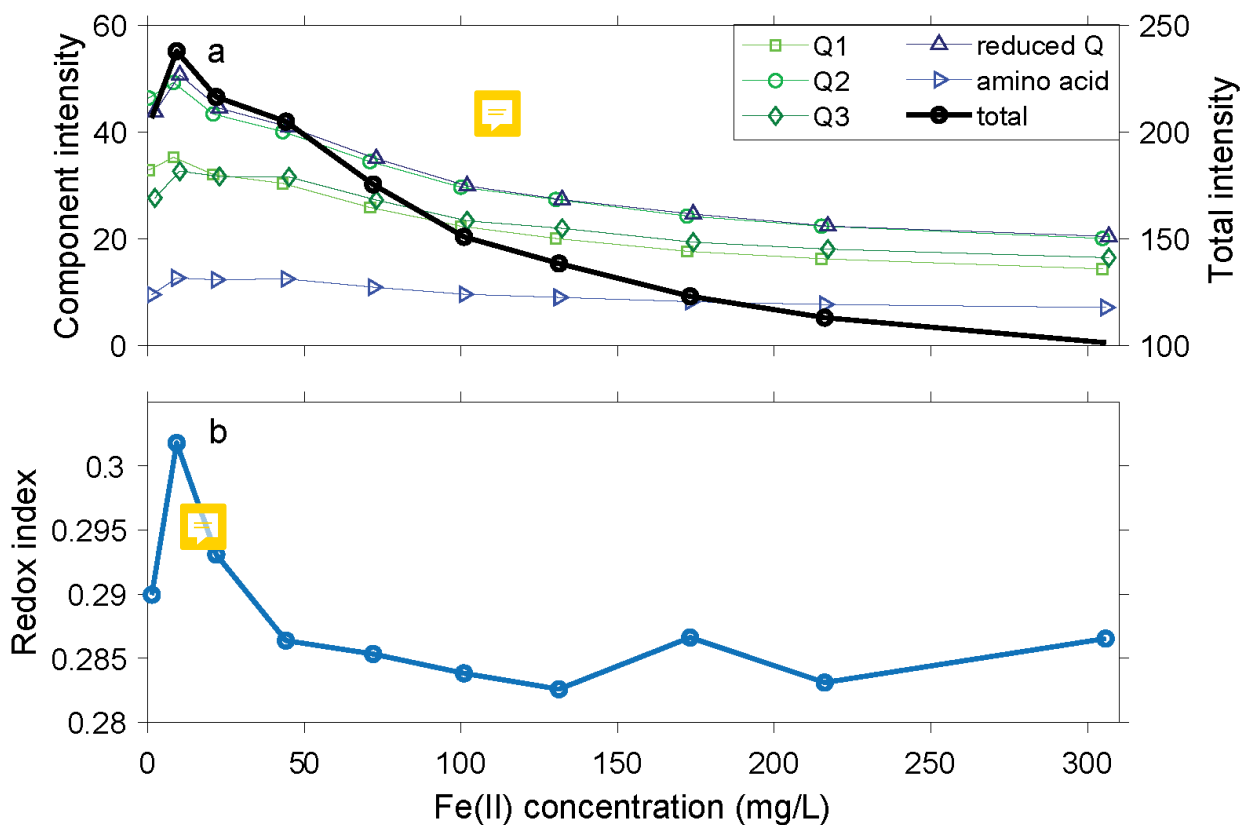 60
40
20
0
Component intensity
a
Q1
Q2
Q3
reduced Q
amino acid
total
250
200
150
100
Total intensity
b
0.3
0.295
0.29
0.285
0.28
Redox index
0
50
100
150
200
250
300
Fe(II) concentration (mg/L)